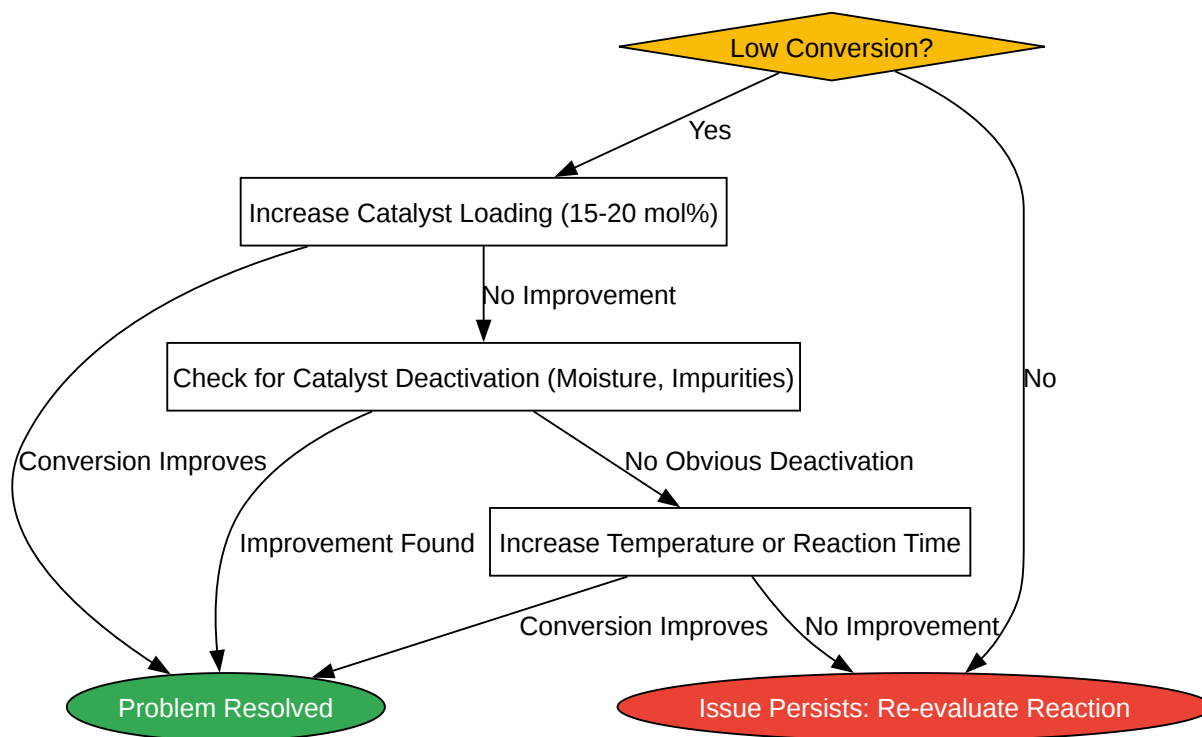 Low Conversion?
Yes
Increase Catalyst Loading (15-20 mol%)
No Improvement
Check for Catalyst Deactivation (Moisture, Impurities)
No
Conversion Improves
No Obvious Deactivation
Improvement Found
Increase Temperature or Reaction Time
Conversion Improves
No Improvement
Problem Resolved
Issue Persists: Re-evaluate Reaction